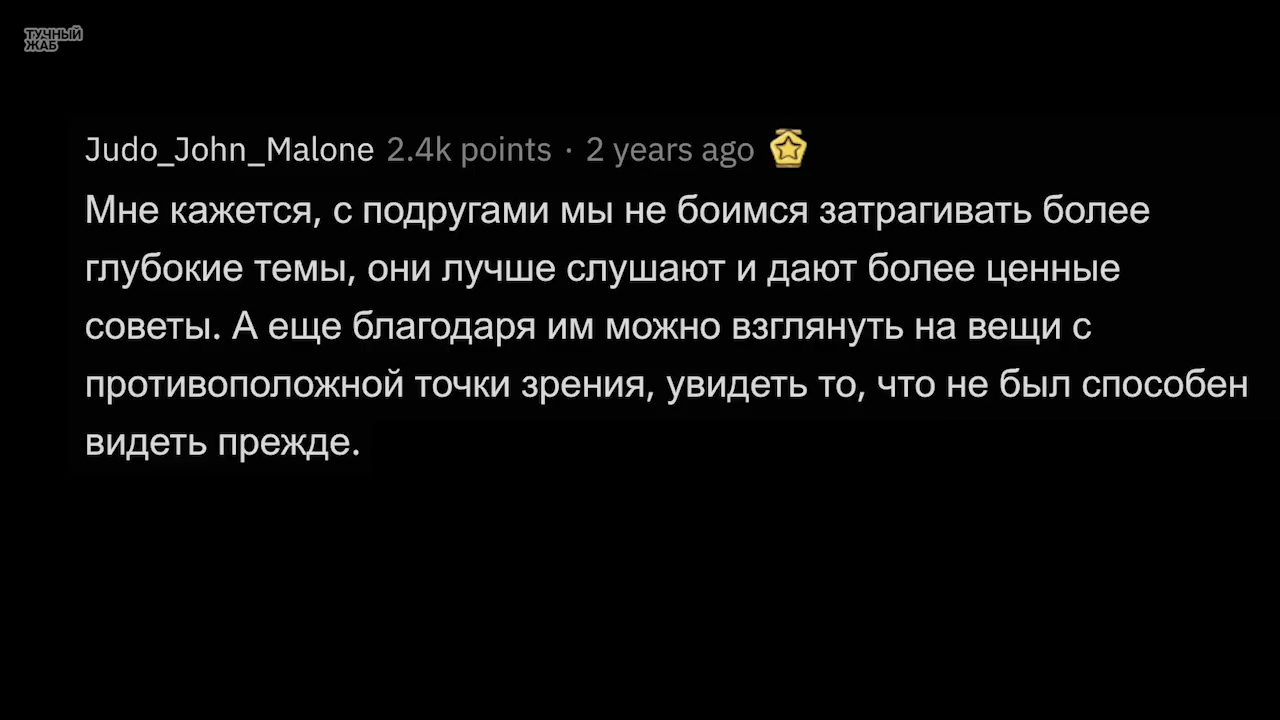 ТУЧНЫЙ
ЖАБ
Judo_John_Malone 2.4k points · 2 years ago
Мне кажется, с подругами мы не боимся затрагивать более
глубокие темы, они лучше слушают и дают более ценные
советы. А еще благодаря им можно взглянуть на вещи с
противоположной точки зрения, увидеть то, что не был способен
видеть прежде.